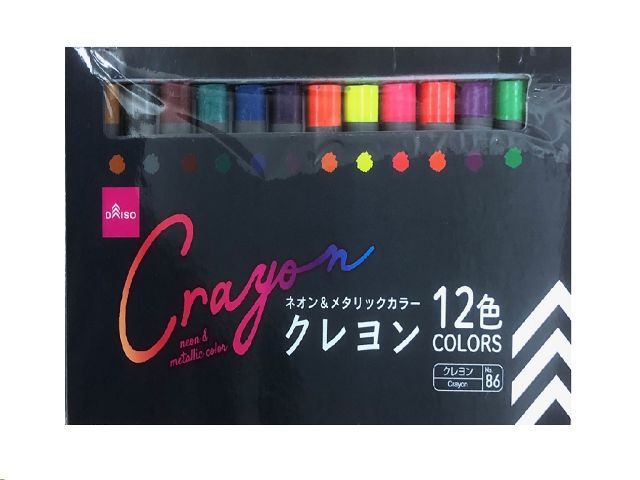 DAISO
Crayon
neon &
metallic color
ネオン&メタリックカラー
クレヨン
12色
COLORS
クレヨン
Crayon
No.
86